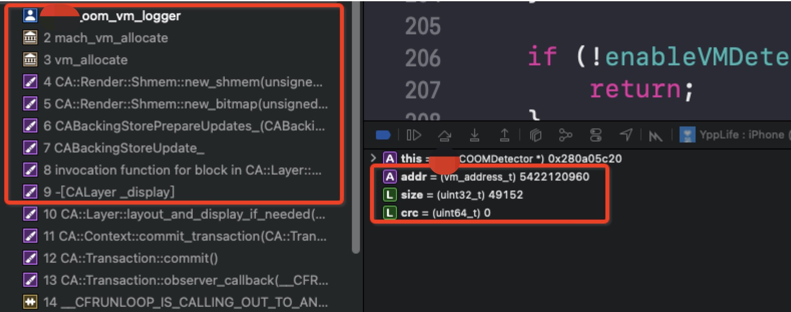 oom_vm_logger
2 mach_vm_allocate
3 vm_allocate
4 CA::Render::Shmem::new_shmem(unsigne...
5 CA::Render::Shmem::new_bitmap(unsigned...
6 CABackingStorePrepareUpdates_(CABacki...
7 CABackingStoreUpdate_
8 invocation function for block in CA::Layer::...
9 -[CALayer _display]
10 CA::Layer::layout_and_display_if_needed(...
11 CA::Context::commit_transaction(CA::Tran...
12 CA::Transaction::commit()
13 CA::Transaction::observer_callback(__CFR...
14 __CFRUNLOOP_IS_CALLING_OUT_TO_AN...
205
206 if (!enableVMDete
207 return;
208 }
YppLife : iPhone (
A this = COOMDetector *) 0x280a05c20
A addr = (vm_address_t) 5422120960
L size = (uint32_t) 49152
L crc = (uint64_t) 0